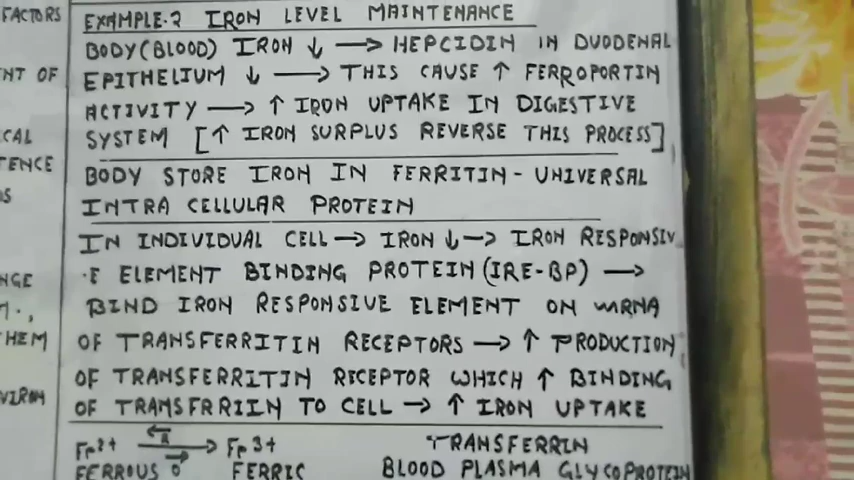 FACTORS
NT OF
CAL
TENCE
NGE
HEM
EXAMPLE-2 IRON LEVEL MAINTENANCE
BODY(BLOOD) IRON ↓ → HEPCIDIN IN DUODENAL
EPITHELIUM ↓ → THIS CAUSE ↑ FERROPORTIN
ACTIVITY → ↑ IRON UPTAKE IN DIGESTIVE
SYSTEM [↑ IRON SURPLUS REVERSE THIS PROCESS]
BODY STORE IRON IN FERRITIN - UNIVERSAL
INTRA CELLULAR PROTEIN
IN INDIVIDUAL CELL → IRON ↓ → IRON RESPONSIV
-E ELEMENT BINDING PROTEIN (IRE-BP) →
BIND IRON RESPONSIVE ELEMENT ON mRNA
OF TRANSFERRITIN RECEPTORS → ↑ PRODUCTION
OF TRANSFERRITIN RECEPTOR WHICH ↑ BINDING
OF TO CELL → ↑ IRON UPTAKE
Fe2+ ⇌ Fe3+ TRANSFERRIN
FERROUS FERRIC BLOOD PLASMA GLYCOPROTEIN